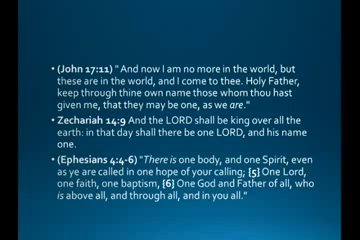 • (John 17:11) " And now I am no more in the world, but
these are in the world, and I come to thee. Holy Father,
keep through thine own name those whom thou hast
given me, that they may be one, as we are."
• Zechariah 14:9 And the LORD shall be king over all the
earth: in that day shall there be one LORD, and his name
one.
• (Ephesians 4:4-6) "There is one body, and one Spirit, even
as ye are called in one hope of your calling; [5] One Lord,
one faith, one baptism, [6] One God and Father of all, who
is above all, and through all, and in you all."